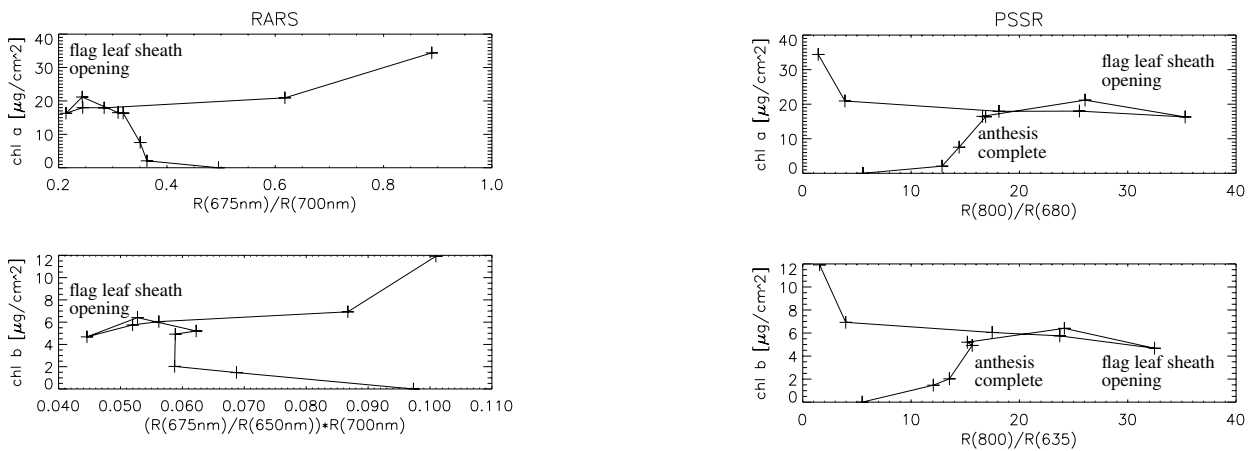 RARS
chl a [μg/cm^2]
40
30
20
10
0
flag leaf sheath
opening
0.2 0.4 0.6 0.8 1.0
R(675nm)/R(700nm)
PSSR
chl a [μg/cm^2]
40
30
20
10
0
flag leaf sheath
opening
anthesis
complete
0 10 20 30 40
R(800)/R(680)
chl b [μg/cm^2]
12
10
8
6
4
2
0
flag leaf sheath
opening
0.040 0.050 0.060 0.070 0.080 0.090 0.100 0.110
(R(675nm)/R(650nm))*R(700nm)
chl b [μg/cm^2]
12
10
8
6
4
2
0
anthesis
complete
flag leaf sheath
opening
0 10 20 30 40
R(800)/R(635)